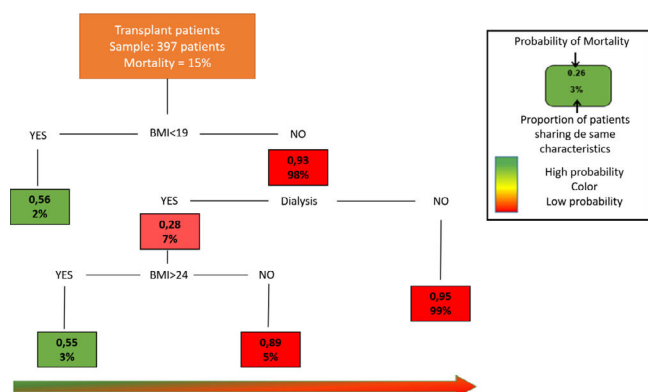 Transplant patients
Sample: 397 patients
Mortality = 15%
YES
BMI<19
NO
0,93
98%
0,56
2%
YES
Dialysis
NO
0,28
7%
YES
BMI>24
NO
0,95
99%
0,55
3%
0,89
5%
Probability of Mortality
0.26
3%
Proportion of patients
sharing de same
characteristics
High probability
Color
Low probability